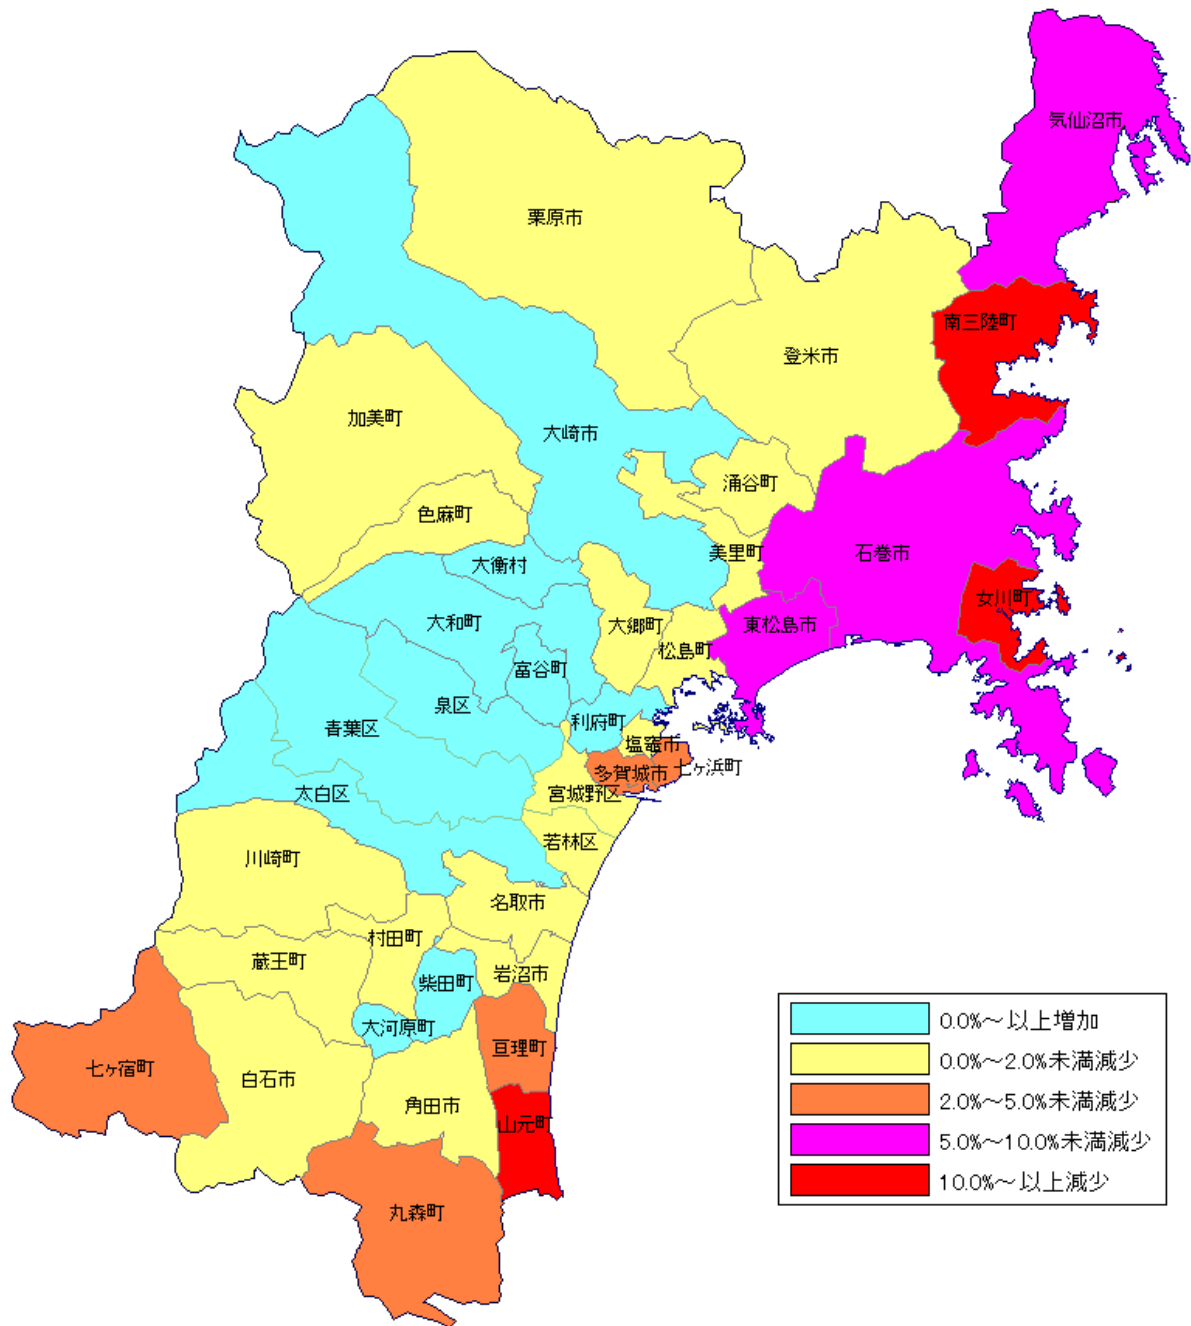 気仙沼市
栗原市
南三陸町
登米市
加美町
大崎市
涌谷町
色麻町
美里町
石巻市
大衡村
女川町
大和町
大郷町
東松島市
松島町
富谷町
泉区
利府町
青葉区
塩竈市
七ヶ浜町
多賀城市
太白区
宮城野区
若林区
川崎町
名取市
村田町
蔵王町
岩沼市
柴田町
大河原町
亘理町
七ヶ宿町
白石市
角田市
山元町
丸森町
0.0%～以上増加
0.0%～2.0%未満減少
2.0%～5.0%未満減少
5.0%～10.0%未満減少
10.0%～以上減少